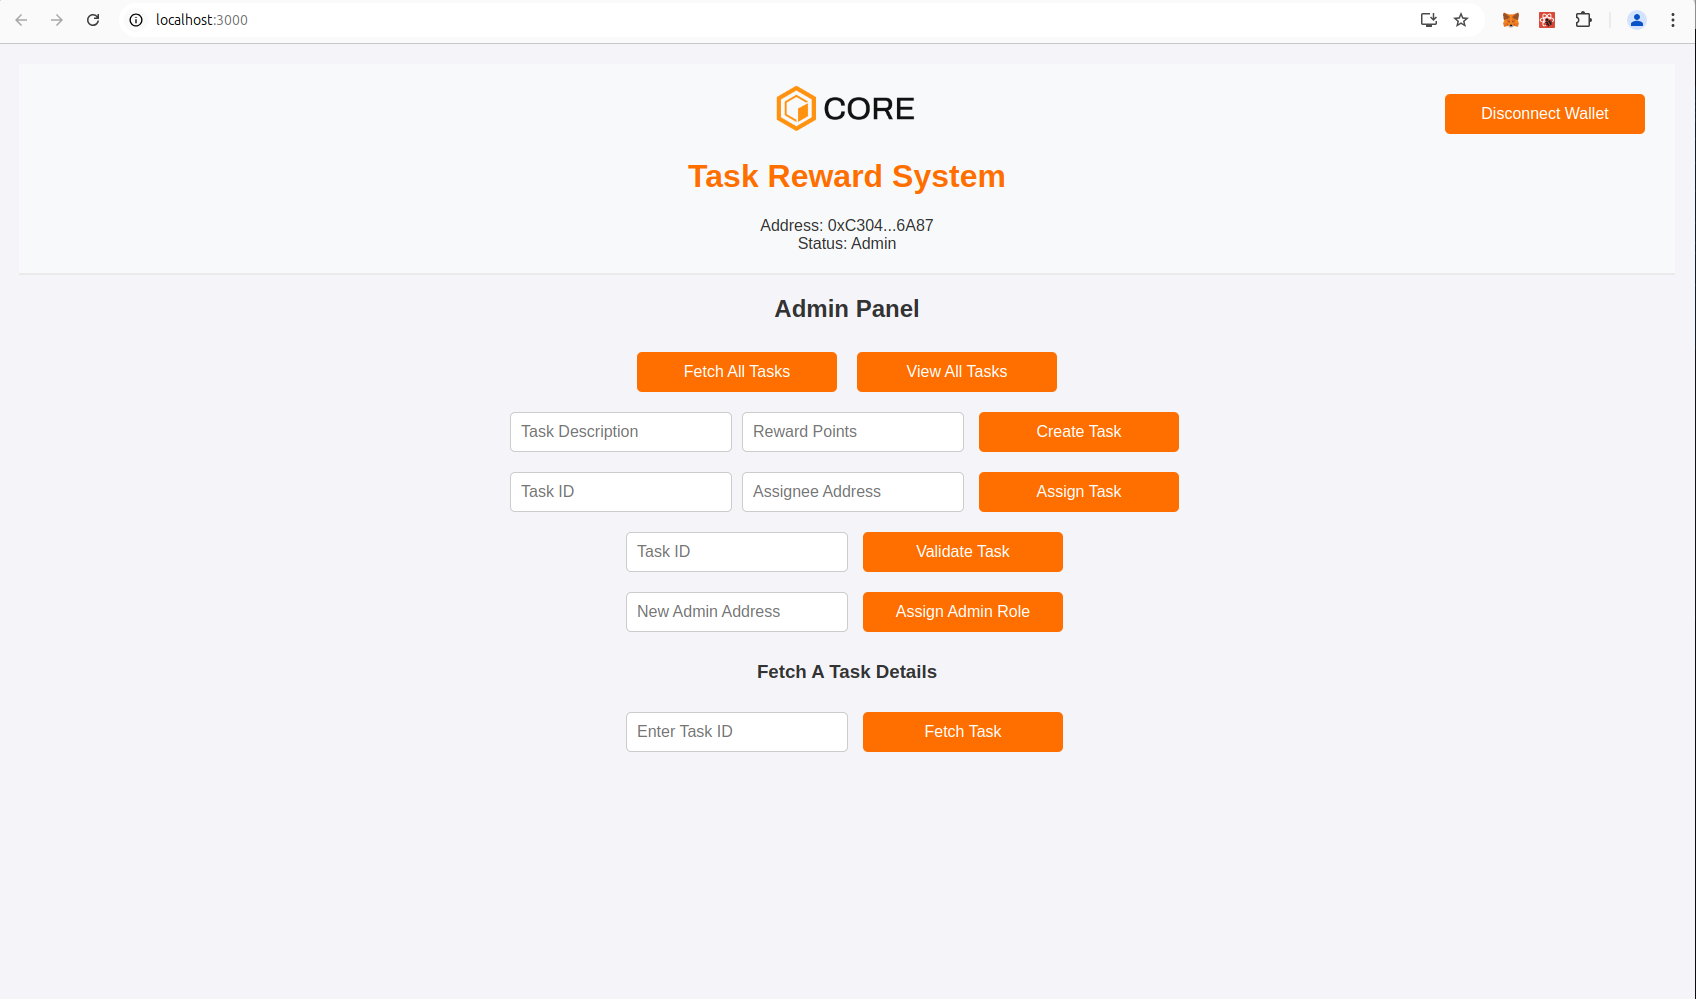 localhost:3000
CORE
Disconnect Wallet
Task Reward System
Address: 0xC304...6A87
Status: Admin
Admin Panel
Fetch All Tasks View All Tasks
Task Description Reward Points Create Task
Task ID Assignee Address Assign Task
Task ID Validate Task
New Admin Address Assign Admin Role
Fetch A Task Details
Enter Task ID Fetch Task